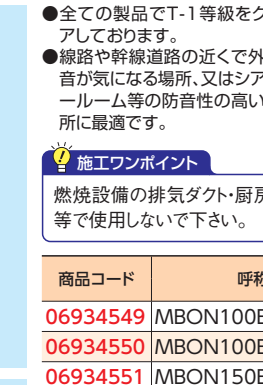 ●全ての製品でT-1等級をク
アしております。
●線路や幹線道路の近くで外
音が気になる場所、又はシア
ールーム等の防音性の高い
所に最適です。
施工ワンポイント
燃焼設備の排気ダクト・厨房
等で使用しないで下さい。
商品コード 呼称
06934549 MBON100B
06934550 MBON100B
06934551 MBON150B